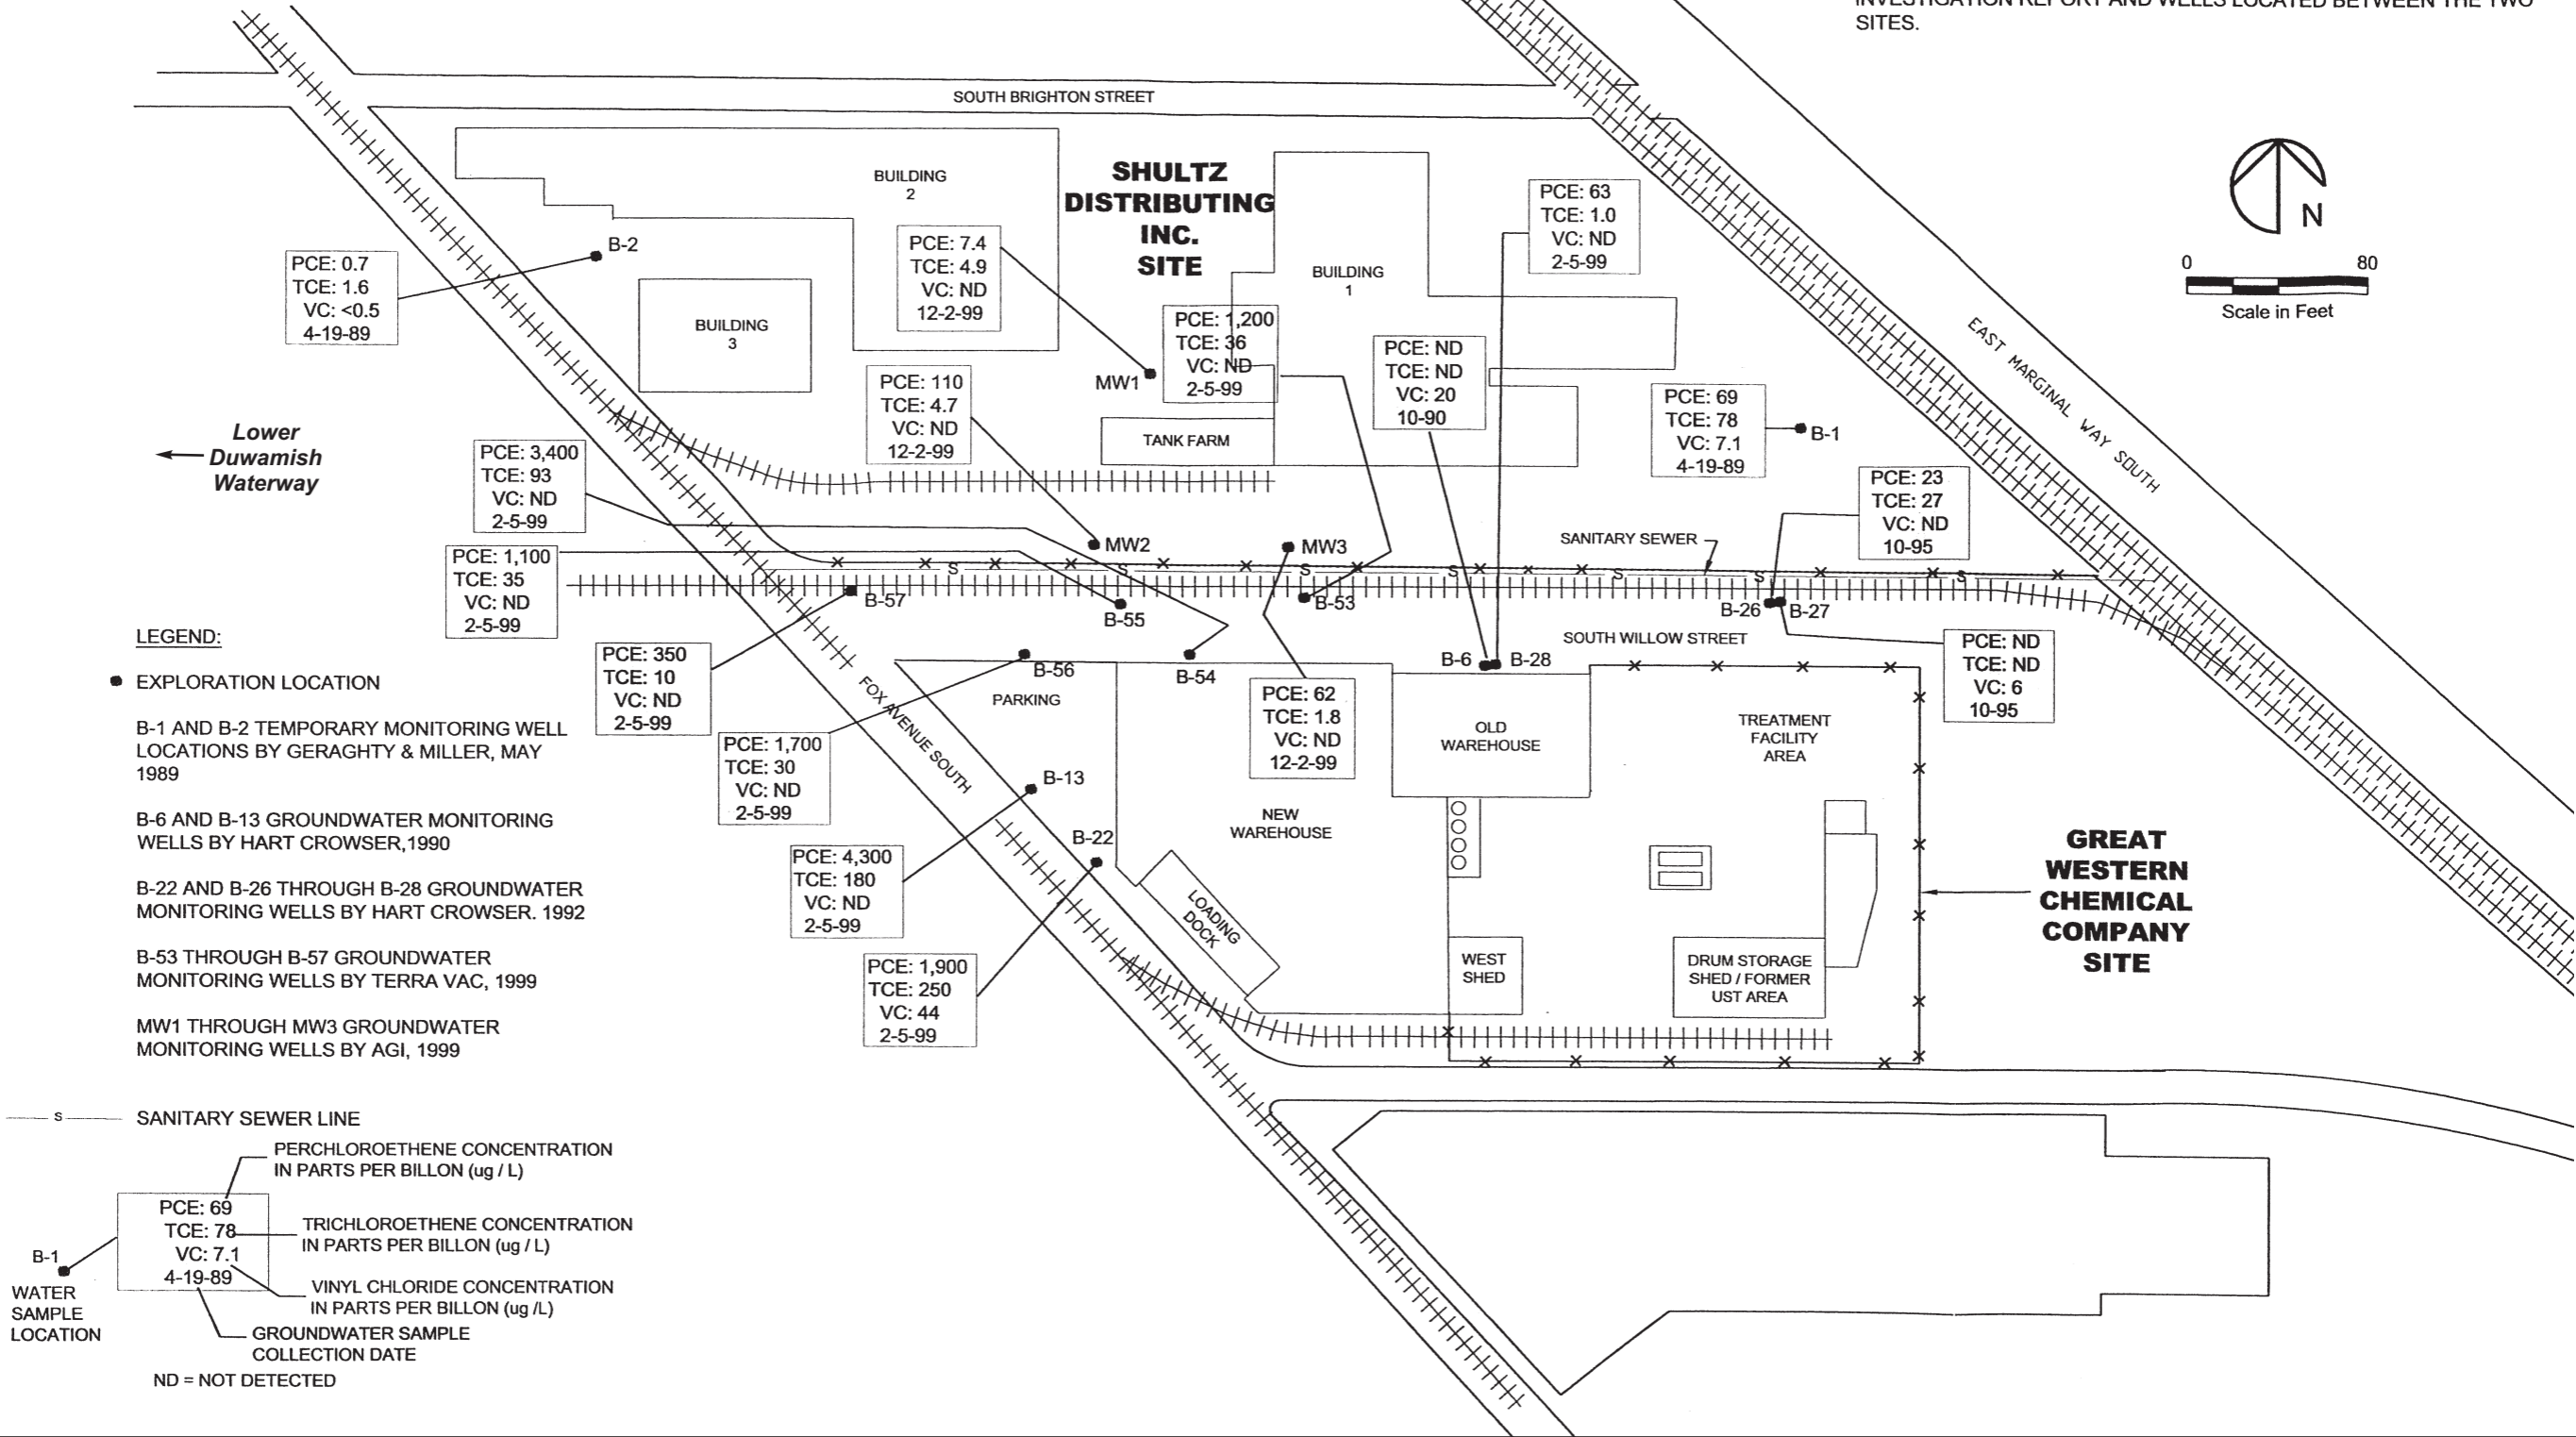 INVESTIGATION REPORT AND WELLS LOCATED BETWEEN THE TWO
SITES.
SOUTH BRIGHTON STREET
N
0 80
Scale in Feet
EAST MARGINAL WAY SOUTH
SHULTZ
DISTRIBUTING
INC.
SITE
BUILDING
2
BUILDING
1
BUILDING
3
TANK FARM
B-2
PCE: 0.7
TCE: 1.6
VC: <0.5
4-19-89
PCE: 7.4
TCE: 4.9
VC: ND
12-2-99
MW1
PCE: 1,200
TCE: 36
VC: ND
2-5-99
PCE: 63
TCE: 1.0
VC: ND
2-5-99
PCE: ND
TCE: ND
VC: 20
10-90
PCE: 110
TCE: 4.7
VC: ND
12-2-99
PCE: 69
TCE: 78
VC: 7.1
4-19-89
B-1
Lower
Duwamish
Waterway
PCE: 3,400
TCE: 93
VC: ND
2-5-99
PCE: 23
TCE: 27
VC: ND
10-95
SANITARY SEWER
MW2
MW3
S S S S S S S
PCE: 1,100
TCE: 35
VC: ND
2-5-99
B-57
B-55
B-53
B-26
B-27
SOUTH WILLOW STREET
PCE: 350
TCE: 10
VC: ND
2-5-99
PCE: ND
TCE: ND
VC: 6
10-95
B-56
B-54
B-6
B-28
PARKING
FOX AVENUE SOUTH
PCE: 62
TCE: 1.8
VC: ND
12-2-99
OLD
WAREHOUSE
TREATMENT
FACILITY
AREA
PCE: 1,700
TCE: 30
VC: ND
2-5-99
B-13
NEW
WAREHOUSE
B-22
PCE: 4,300
TCE: 180
VC: ND
2-5-99
LOADING
DOCK
PCE: 1,900
TCE: 250
VC: 44
2-5-99
WEST
SHED
DRUM STORAGE
SHED / FORMER
UST AREA
GREAT
WESTERN
CHEMICAL
COMPANY
SITE
LEGEND:
EXPLORATION LOCATION
B-1 AND B-2 TEMPORARY MONITORING WELL
LOCATIONS BY GERAGHTY & MILLER, MAY
1989
B-6 AND B-13 GROUNDWATER MONITORING
WELLS BY HART CROWSER,1990
B-22 AND B-26 THROUGH B-28 GROUNDWATER
MONITORING WELLS BY HART CROWSER. 1992
B-53 THROUGH B-57 GROUNDWATER
MONITORING WELLS BY TERRA VAC, 1999
MW1 THROUGH MW3 GROUNDWATER
MONITORING WELLS BY AGI, 1999
S SANITARY SEWER LINE
PERCHLOROETHENE CONCENTRATION
IN PARTS PER BILLON (ug / L)
PCE: 69
TCE: 78
VC: 7.1
4-19-89
TRICHLOROETHENE CONCENTRATION
IN PARTS PER BILLON (ug / L)
B-1
WATER
SAMPLE
LOCATION
VINYL CHLORIDE CONCENTRATION
IN PARTS PER BILLON (ug /L)
GROUNDWATER SAMPLE
COLLECTION DATE
ND = NOT DETECTED